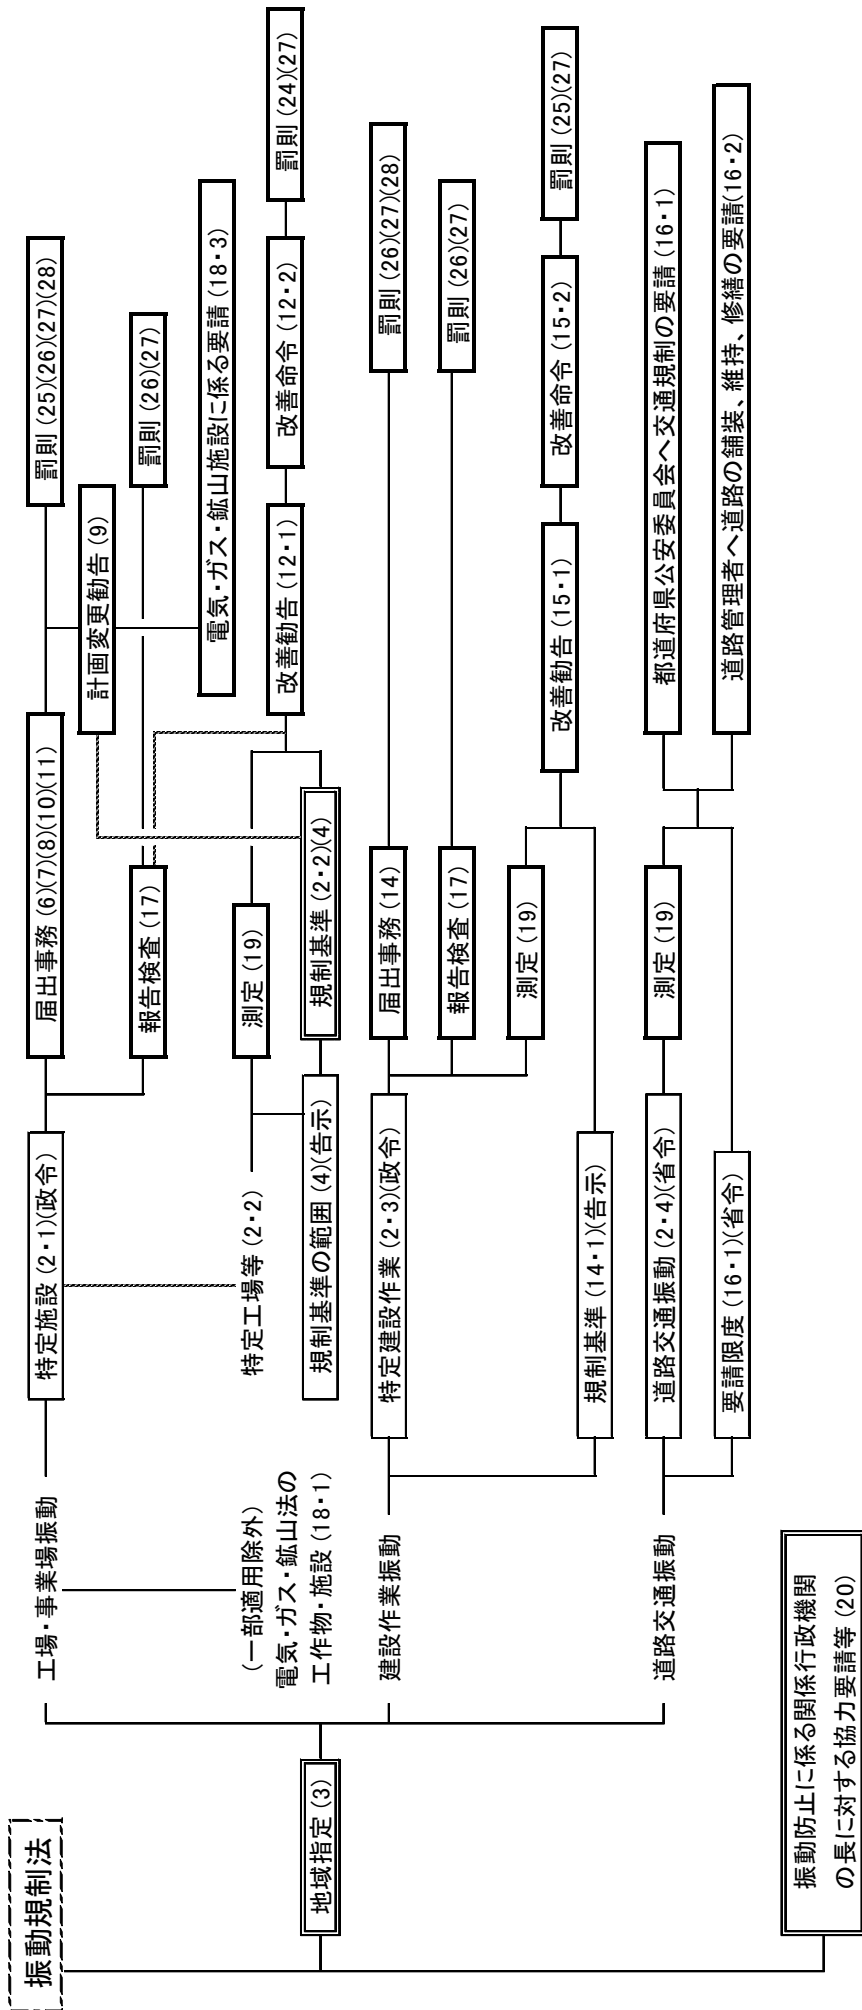 振動規制法
地域指定 (3)
振動防止に係る関係行政機関
の長に対する協力要請等 (20)
工場・事業場振動
(一部適用除外)
電気・ガス・鉱山法の
工作物・施設 (18・1)
特定施設 (2・1)(政令)
届出事務 (6)(7)(8)(10)(11)
罰則 (25)(26)(27)(28)
計画変更勧告 (9)
報告検査 (17)
罰則 (26)(27)
電気・ガス・鉱山施設に係る要請 (18・3)
特定工場等 (2・2)
測定 (19)
規制基準の範囲 (4)(告示)
規制基準 (2・2)(4)
改善勧告 (12・1)
改善命令 (12・2)
罰則 (24)(27)
建設作業振動
特定建設作業 (2・3)(政令)
届出事務 (14)
罰則 (26)(27)(28)
報告検査 (17)
罰則 (26)(27)
測定 (19)
規制基準 (14・1)(告示)
改善勧告 (15・1)
改善命令 (15・2)
罰則 (25)(27)
道路交通振動
道路交通振動 (2・4)(省令)
測定 (19)
要請限度 (16・1)(省令)
都道府県公安委員会へ交通規制の要請 (16・1)
道路管理者へ道路の舗装、維持、修繕の要請(16・2)